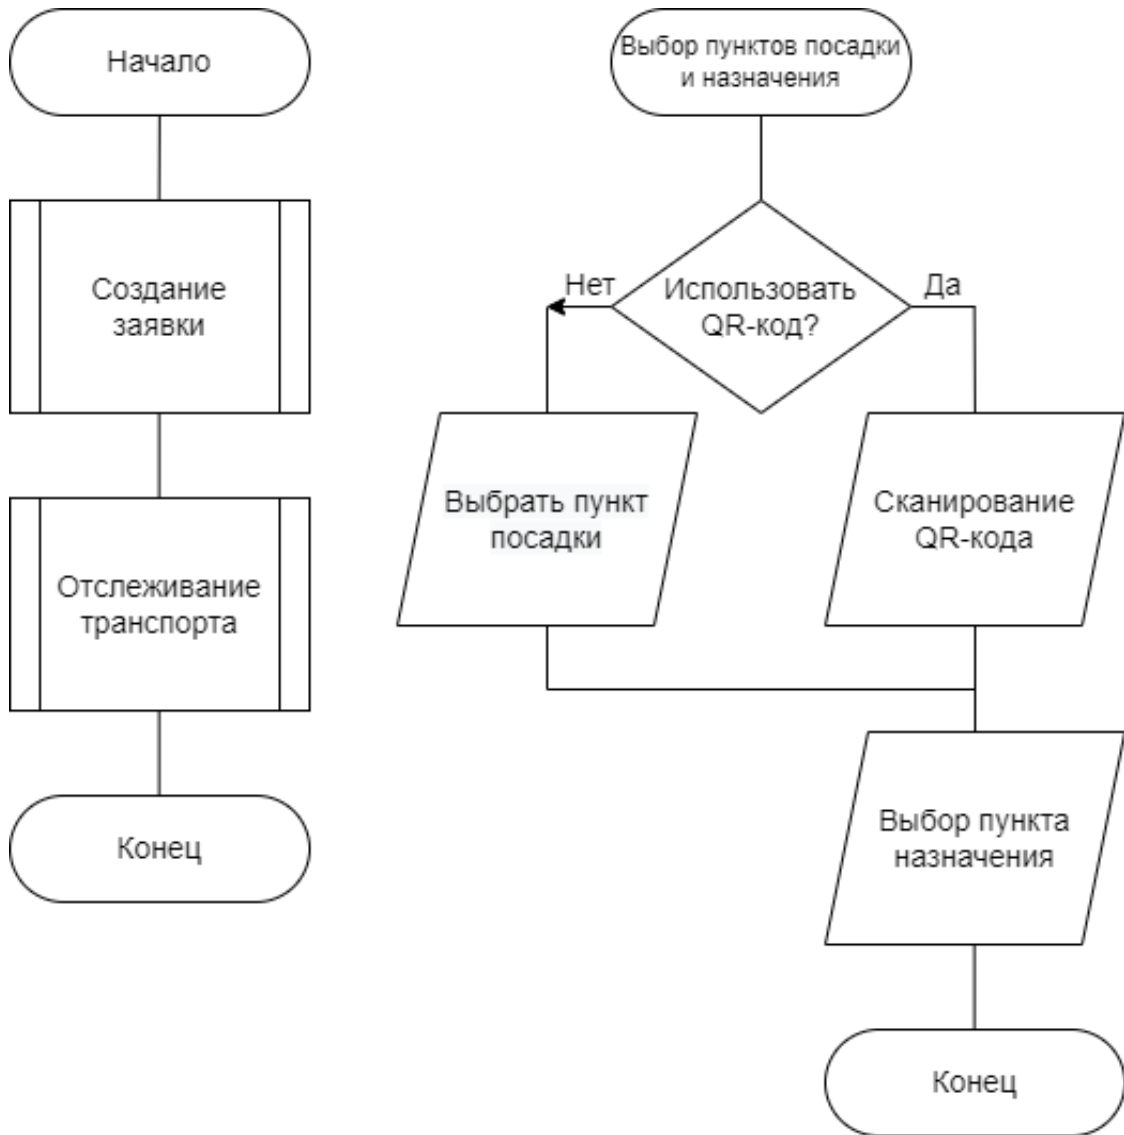 Начало
Создание
заявки
Отслеживание
транспорта
Конец
Выбор пунктов посадки
и назначения
Использовать
QR-код?
Нет
Да
Выбрать пункт
посадки
Сканирование
QR-кода
Выбор пункта
назначения
Конец